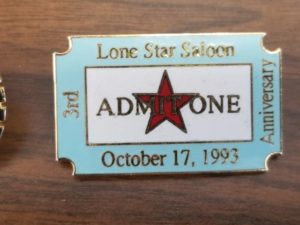 Lone Star Saloon
3rd
ADMIT ONE
Anniversary
October 17, 1993